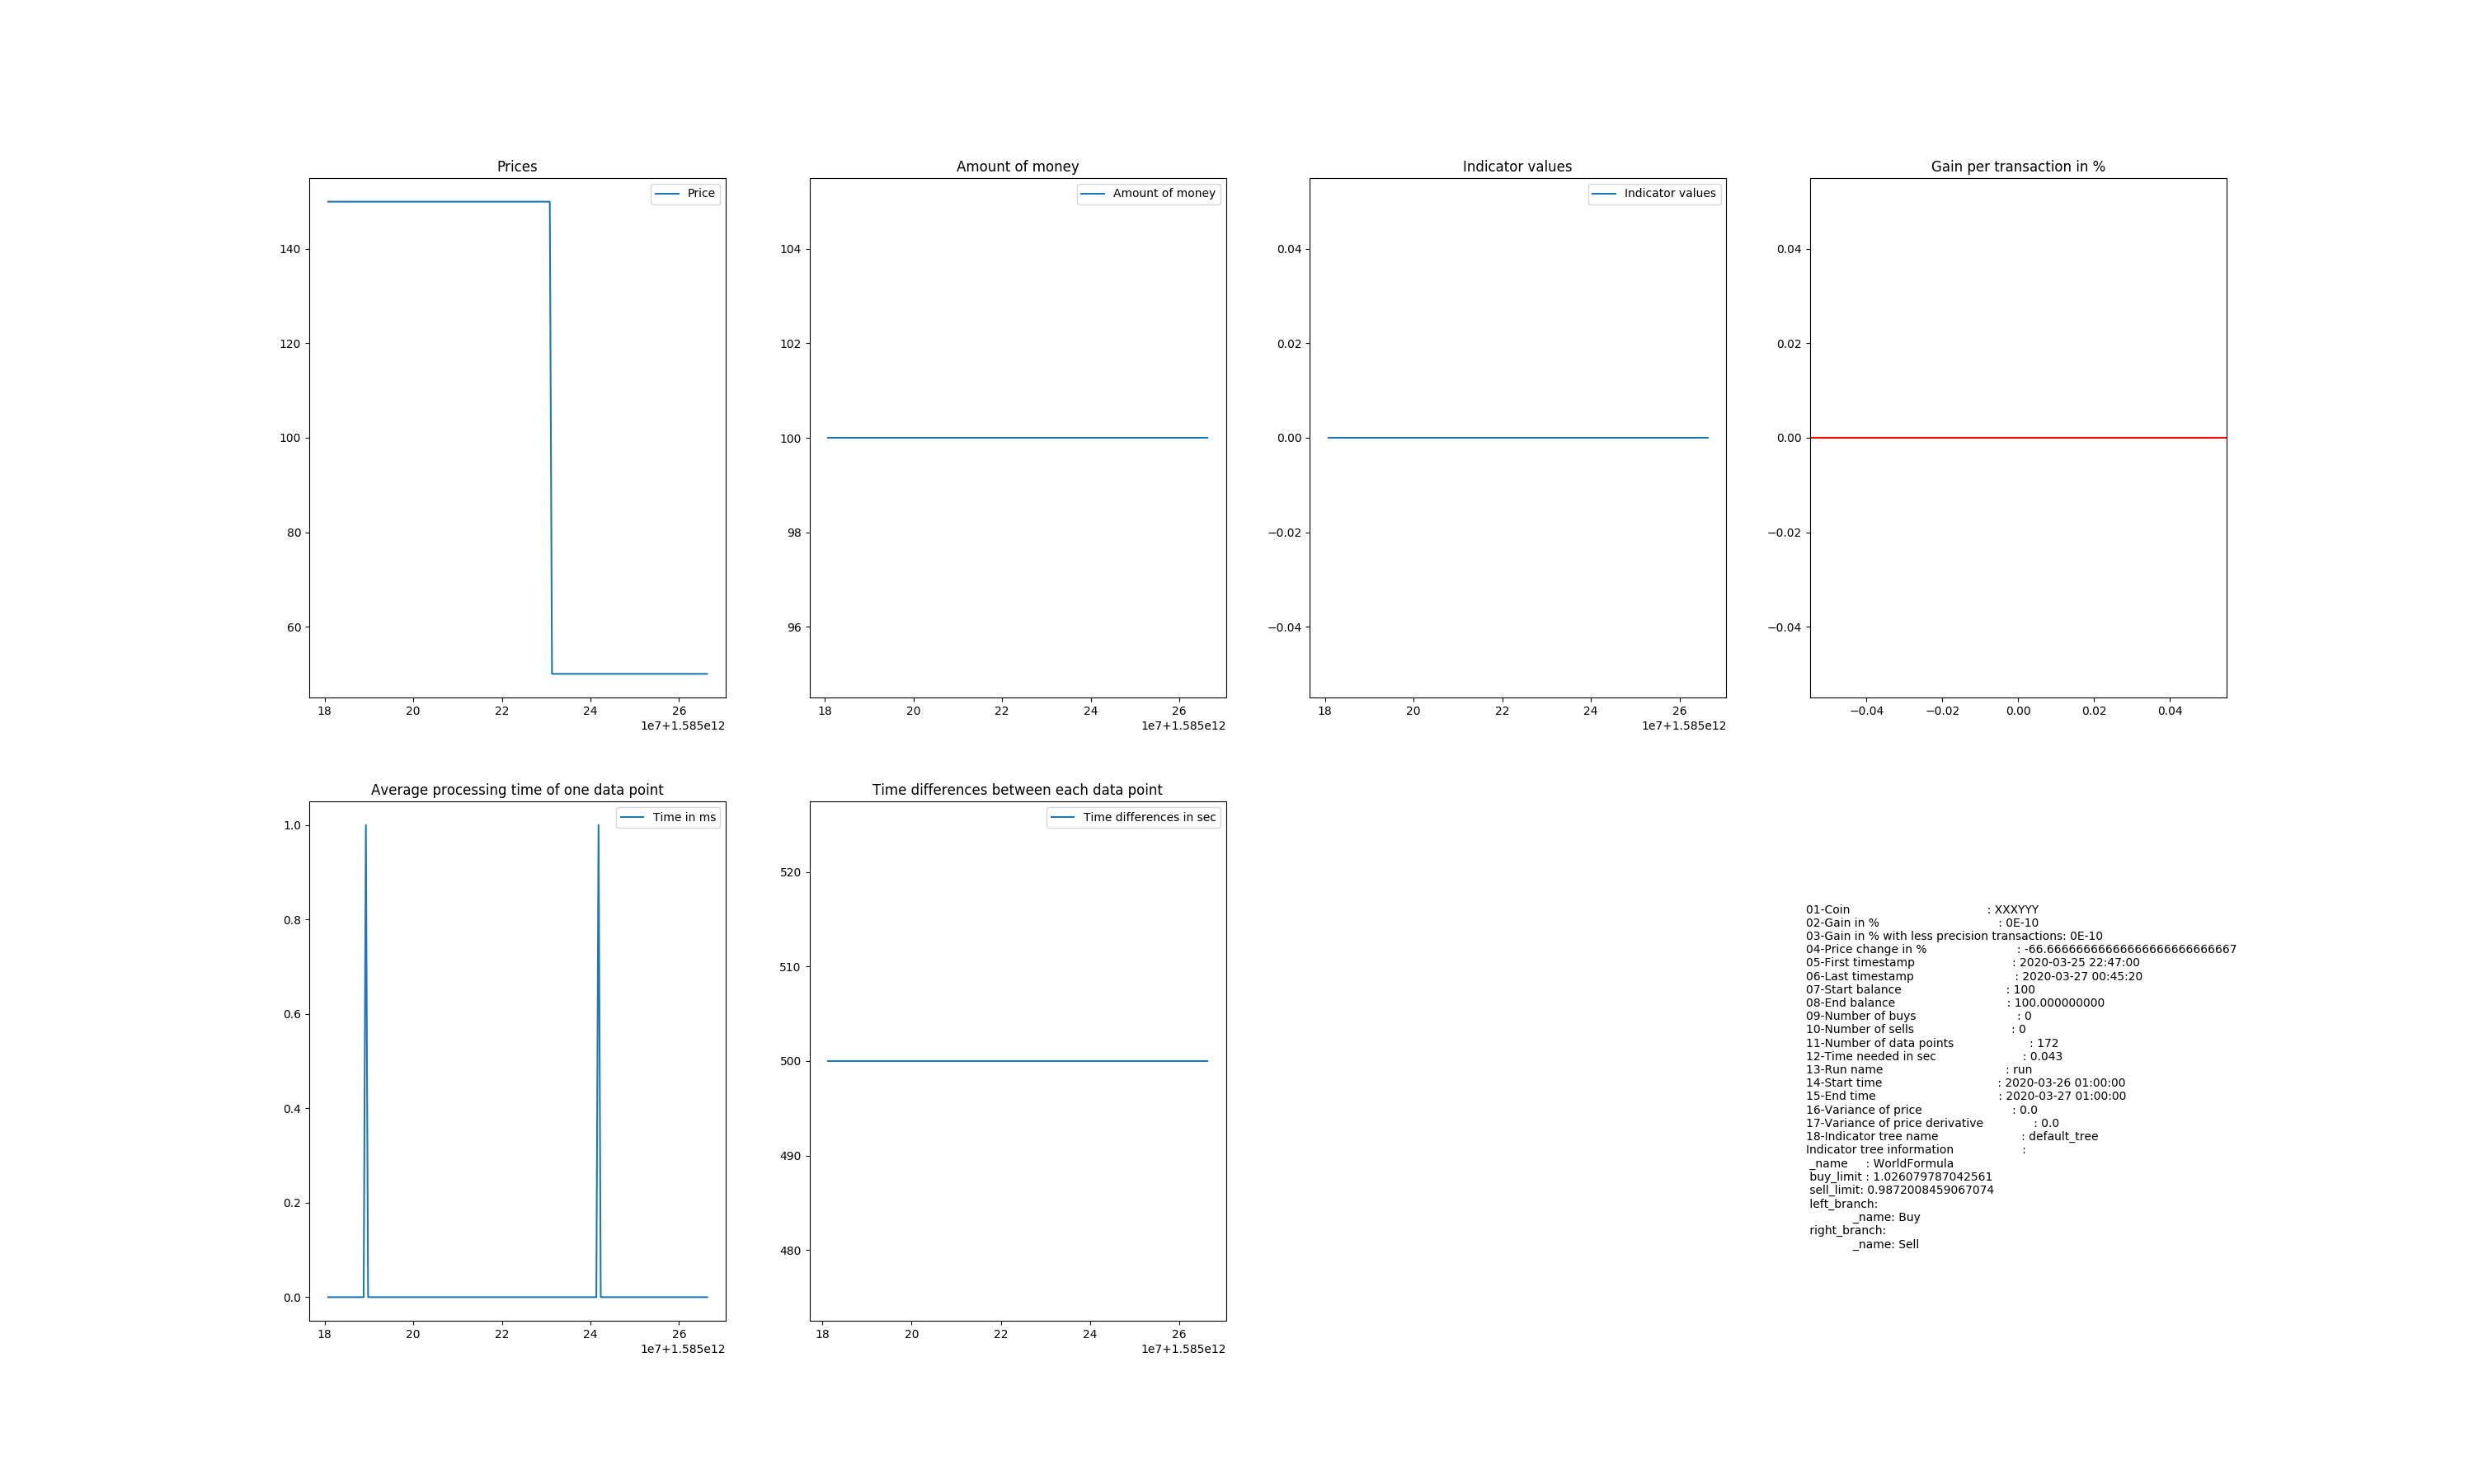 Prices
Price
140
120
100
80
60
18 20 22 24 26
1e7+1.585e12
Amount of money
Amount of money
104
102
100
98
96
18 20 22 24 26
1e7+1.585e12
Indicator values
Indicator values
0.04
0.02
0.00
−0.02
−0.04
18 20 22 24 26
1e7+1.585e12
Gain per transaction in %
0.04
0.02
0.00
−0.02
−0.04
−0.04 −0.02 0.00 0.02 0.04
Average processing time of one data point
Time in ms
1.0
0.8
0.6
0.4
0.2
0.0
18 20 22 24 26
1e7+1.585e12
Time differences between each data point
Time differences in sec
520
510
500
490
480
18 20 22 24 26
1e7+1.585e12
01-Coin : XXXYYY
02-Gain in % : 0E-10
03-Gain in % with less precision transactions: 0E-10
04-Price change in % : -66.66666666666666666666666667
05-First timestamp : 2020-03-25 22:47:00
06-Last timestamp : 2020-03-27 00:45:20
07-Start balance : 100
08-End balance : 100.000000000
09-Number of buys : 0
10-Number of sells : 0
11-Number of data points : 172
12-Time needed in sec : 0.043
13-Run name : run
14-Start time : 2020-03-26 01:00:00
15-End time : 2020-03-27 01:00:00
16-Variance of price : 0.0
17-Variance of price derivative : 0.0
18-Indicator tree name : default_tree
Indicator tree information :
_name : WorldFormula
buy_limit : 1.026079787042561
sell_limit: 0.9872008459067074
left_branch:
_name: Buy
right_branch:
_name: Sell